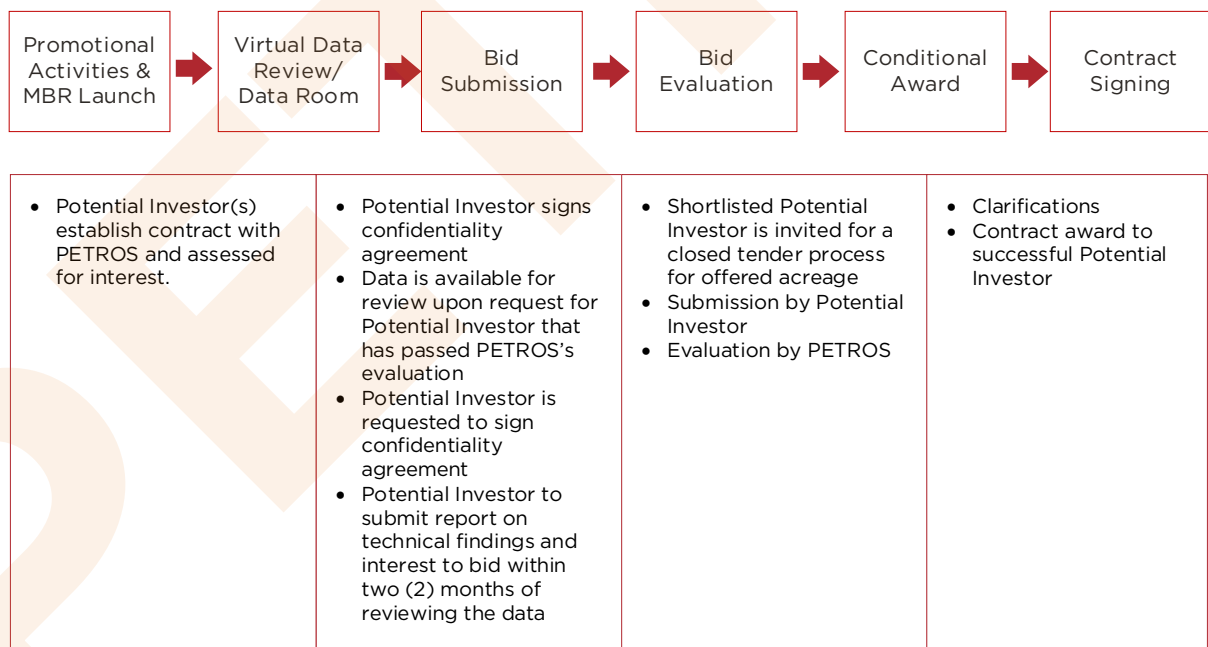 Promotional
Activities &
MBR Launch
Virtual Data
Review/
Data Room
Bid
Submission
Bid
Evaluation
Conditional
Award
Contract
Signing
• Potential Investor(s)
establish contract with
PETROS and assessed
for interest.
• Potential Investor signs
confidentiality
agreement
• Data is available for
review upon request for
Potential Investor that
has passed PETROS’s
evaluation
• Potential Investor is
requested to sign
confidentiality
agreement
• Potential Investor to
submit report on
technical findings and
interest to bid within
two (2) months of
reviewing the data
• Shortlisted Potential
Investor is invited for a
closed tender process
for offered acreage
• Submission by Potential
Investor
• Evaluation by PETROS
• Clarifications
• Contract award to
successful Potential
Investor